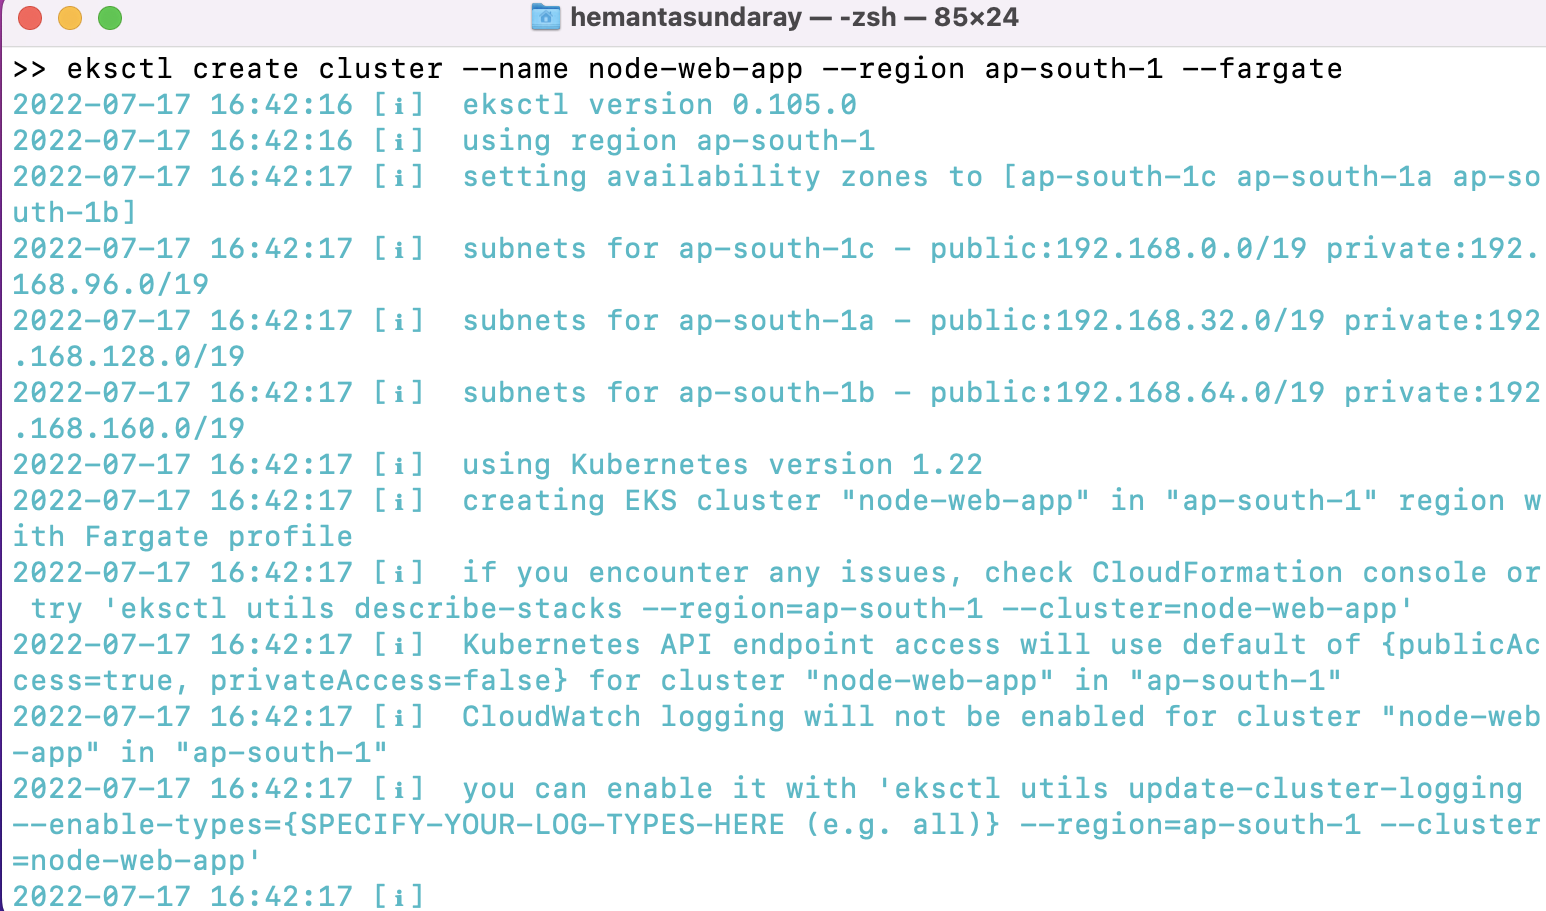 hemantasundaray — -zsh — 85×24
>> eksctl create cluster --name node-web-app --region ap-south-1 --fargate
2022-07-17 16:42:16 [ℹ]  eksctl version 0.105.0
2022-07-17 16:42:16 [ℹ]  using region ap-south-1
2022-07-17 16:42:17 [ℹ]  setting availability zones to [ap-south-1c ap-south-1a ap-so
uth-1b]
2022-07-17 16:42:17 [ℹ]  subnets for ap-south-1c - public:192.168.0.0/19 private:192.
168.96.0/19
2022-07-17 16:42:17 [ℹ]  subnets for ap-south-1a - public:192.168.32.0/19 private:192
.168.128.0/19
2022-07-17 16:42:17 [ℹ]  subnets for ap-south-1b - public:192.168.64.0/19 private:192
.168.160.0/19
2022-07-17 16:42:17 [ℹ]  using Kubernetes version 1.22
2022-07-17 16:42:17 [ℹ]  creating EKS cluster "node-web-app" in "ap-south-1" region w
ith Fargate profile
2022-07-17 16:42:17 [ℹ]  if you encounter any issues, check CloudFormation console or
 try 'eksctl utils describe-stacks --region=ap-south-1 --cluster=node-web-app'
2022-07-17 16:42:17 [ℹ]  Kubernetes API endpoint access will use default of {publicAc
cess=true, privateAccess=false} for cluster "node-web-app" in "ap-south-1"
2022-07-17 16:42:17 [ℹ]  CloudWatch logging will not be enabled for cluster "node-web
-app" in "ap-south-1"
2022-07-17 16:42:17 [ℹ]  you can enable it with 'eksctl utils update-cluster-logging
--enable-types={SPECIFY-YOUR-LOG-TYPES-HERE (e.g. all)} --region=ap-south-1 --cluster
=node-web-app'
2022-07-17 16:42:17 [ℹ]